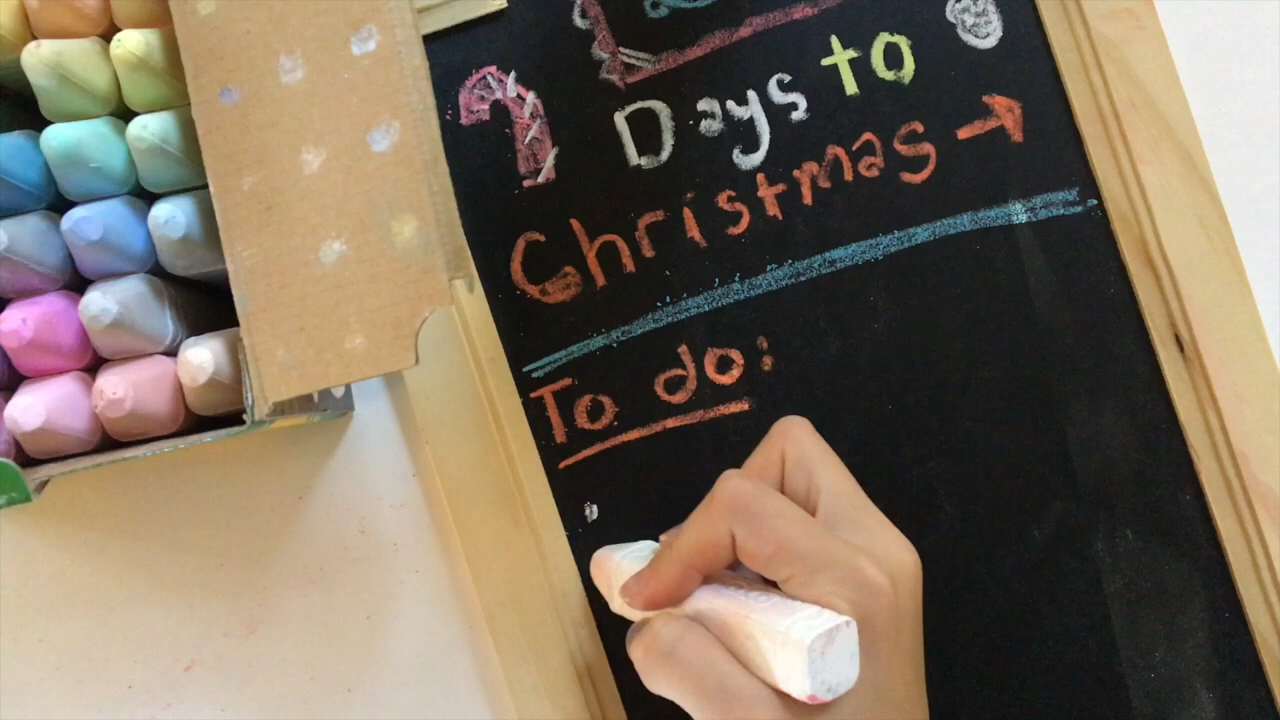 Days to
Christmas →
To do: